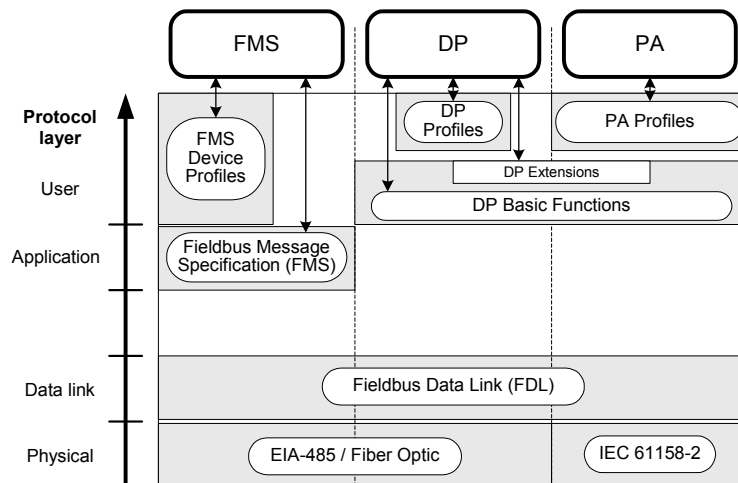 FMS
DP
PA
Protocol
layer
FMS
Device
Profiles
DP
Profiles
PA Profiles
User
DP Extensions
DP Basic Functions
Application
Fieldbus Message
Specification (FMS)
Data link
Fieldbus Data Link (FDL)
Physical
EIA-485 / Fiber Optic
IEC 61158-2